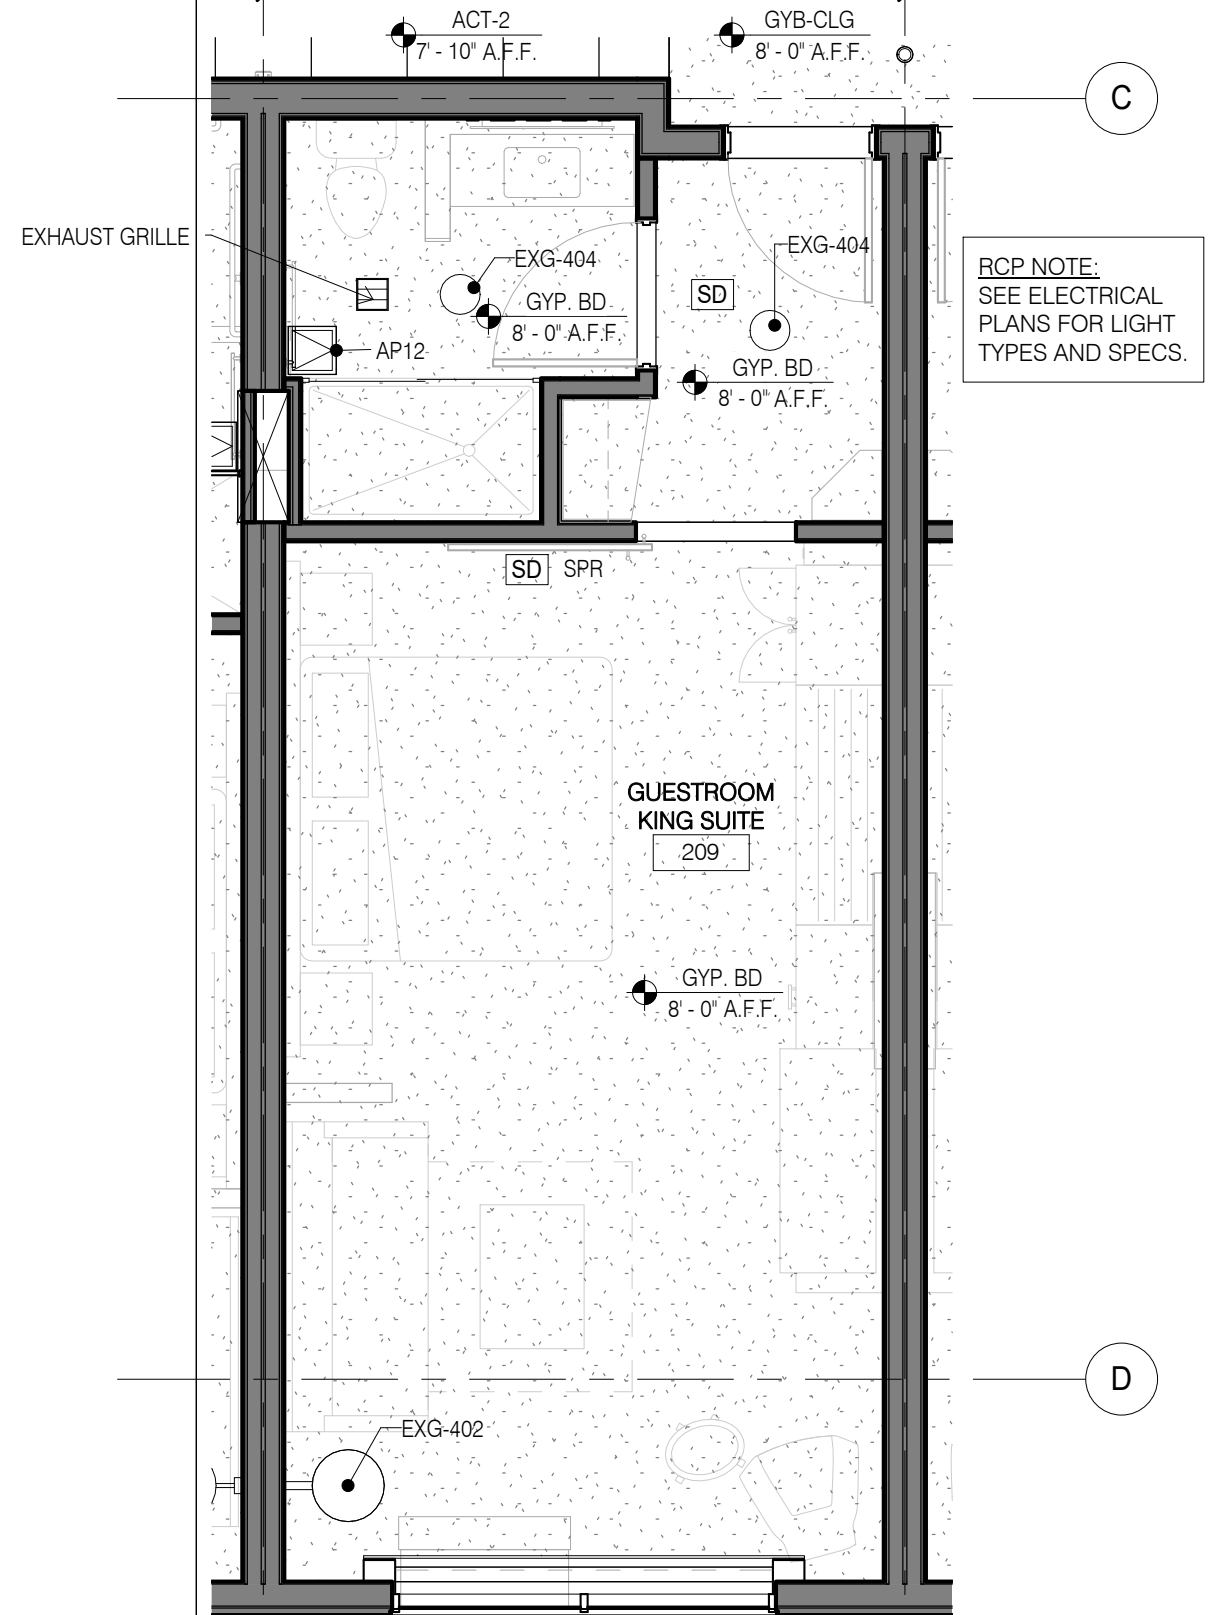 ACT-2
7' - 10" A.F.F.
GYB-CLG
8' - 0" A.F.F.
C
EXHAUST GRILLE
EXG-404
EXG-404
RCP NOTE:
SEE ELECTRICAL
PLANS FOR LIGHT
TYPES AND SPECS.
SD
GYP. BD
8' - 0" A.F.F.
AP12
GYP. BD
8' - 0" A.F.F.
SD SPR
GUESTROOM
KING SUITE
209
GYP. BD
8' - 0" A.F.F.
D
EXG-402